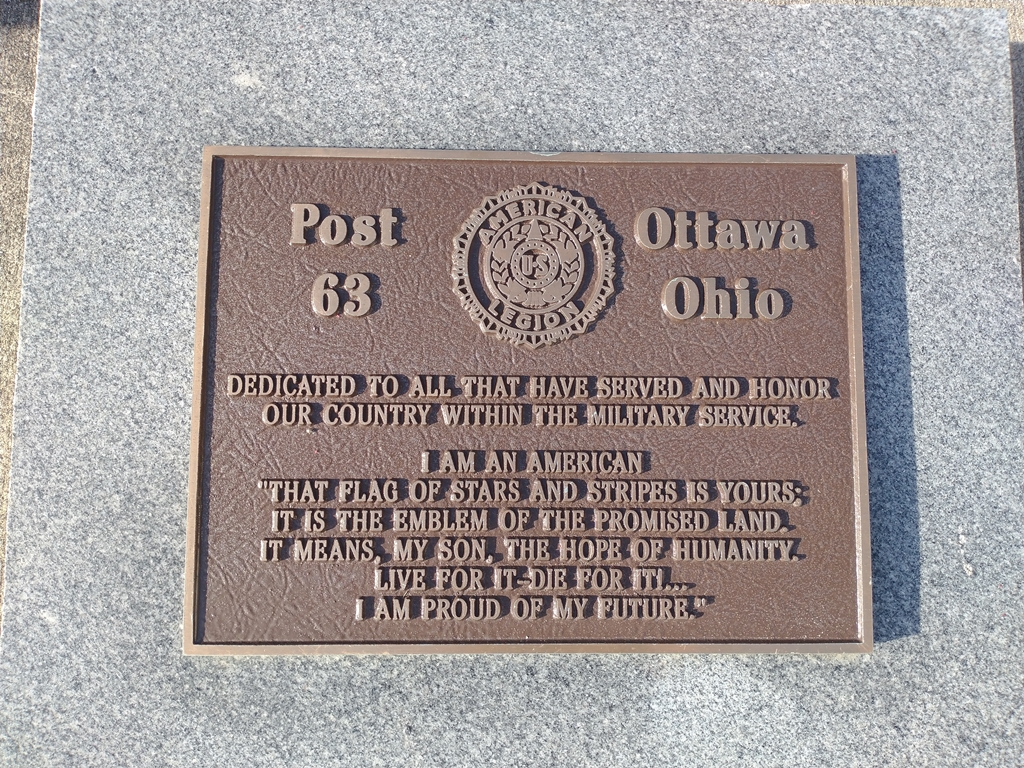 Post
63
AMERICAN
U·S
LEGION
Ottawa
Ohio
DEDICATED TO ALL THAT HAVE SERVED AND HONOR
OUR COUNTRY WITHIN THE MILITARY SERVICE.
I AM AN AMERICAN
"THAT FLAG OF STARS AND STRIPES IS YOURS;
IT IS THE EMBLEM OF THE PROMISED LAND.
IT MEANS, MY SON, THE HOPE OF HUMANITY.
LIVE FOR IT-DIE FOR IT!...
I AM PROUD OF MY FUTURE."